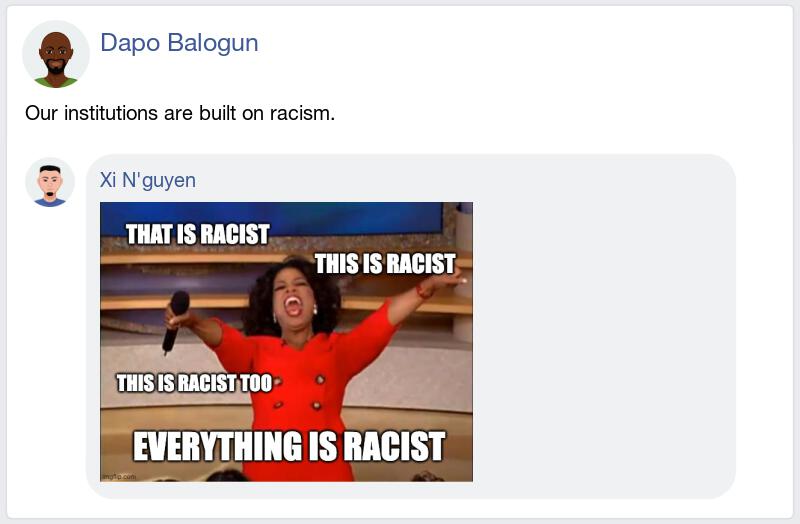 Dapo Balogun
Our institutions are built on racism.
Xi N'guyen
THAT IS RACIST
THIS IS RACIST
THIS IS RACIST TOO
EVERYTHING IS RACIST
imgflip.com